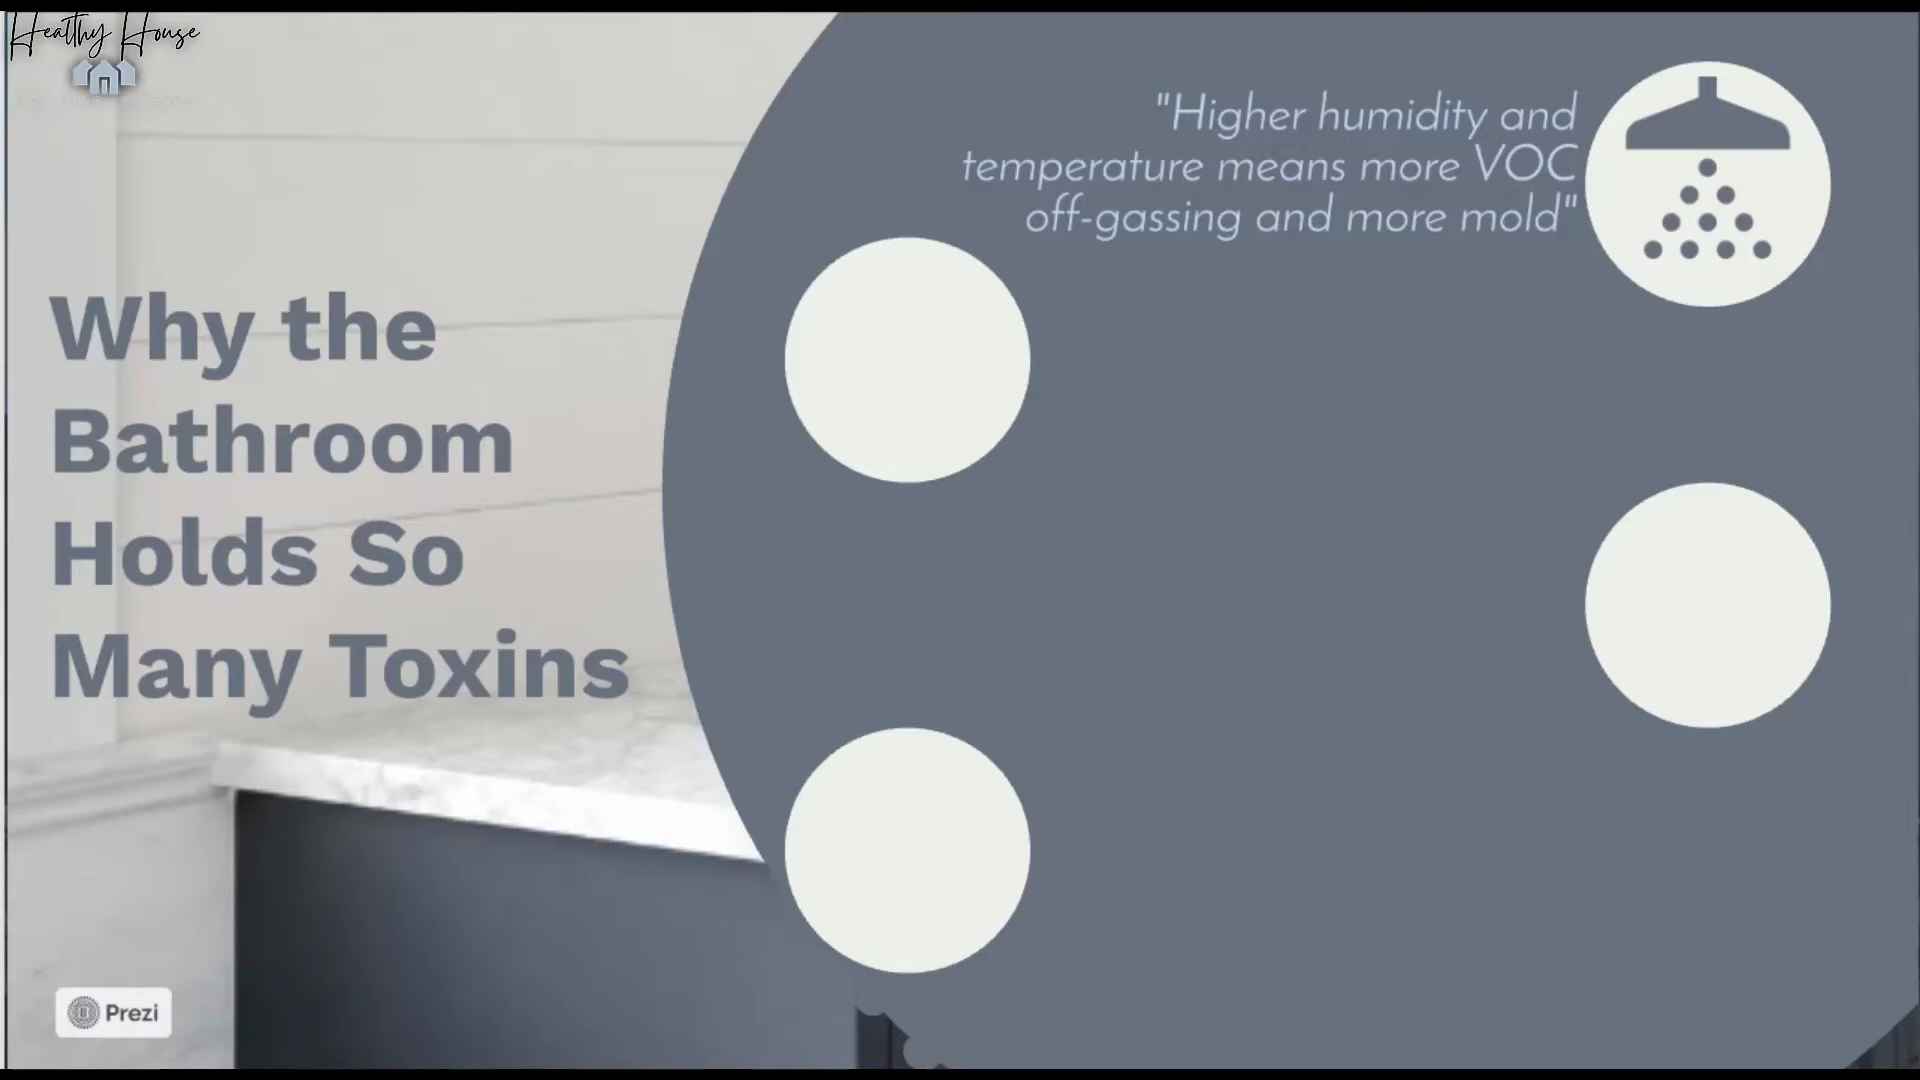 Healthy House
Why the
Bathroom
Holds So
Many Toxins
"Higher humidity and
temperature means more VOC
off-gassing and more mold"
Prezi